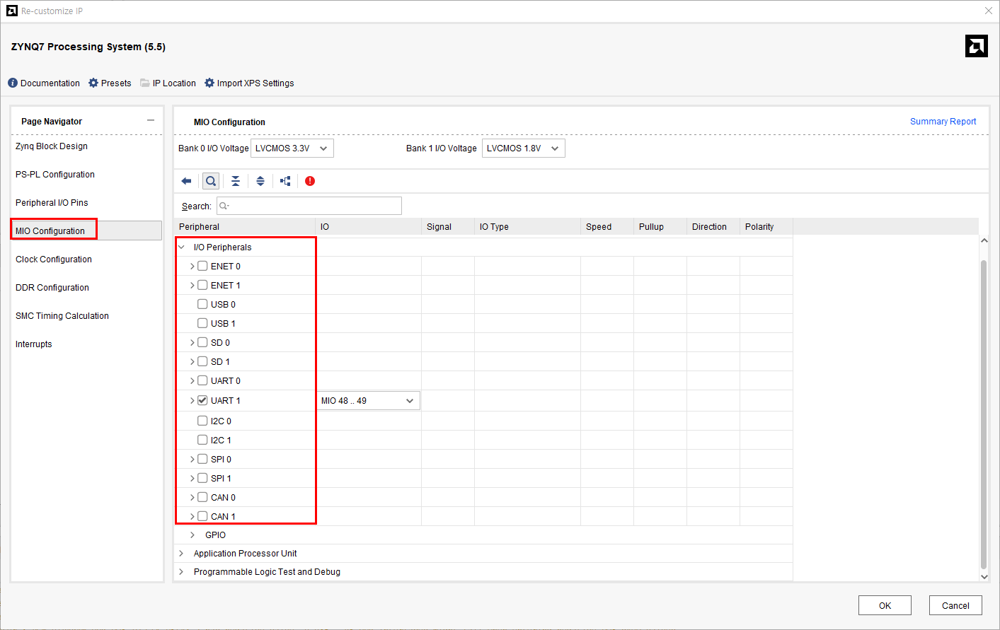 Re-customize IP
ZYNQ7 Processing System (5.5)
Documentation Presets IP Location Import XPS Settings
Page Navigator
Zynq Block Design
PS-PL Configuration
Peripheral I/O Pins
MIO Configuration
Clock Configuration
DDR Configuration
SMC Timing Calculation
Interrupts
MIO Configuration Summary Report
Bank 0 I/O Voltage LVCMOS 3.3V Bank 1 I/O Voltage LVCMOS 1.8V
Search:
Peripheral IO Signal IO Type Speed Pullup Direction Polarity
I/O Peripherals
ENET 0
ENET 1
USB 0
USB 1
SD 0
SD 1
UART 0
UART 1 MIO 48 .. 49
I2C 0
I2C 1
SPI 0
SPI 1
CAN 0
CAN 1
GPIO
Application Processor Unit
Programmable Logic Test and Debug
OK Cancel